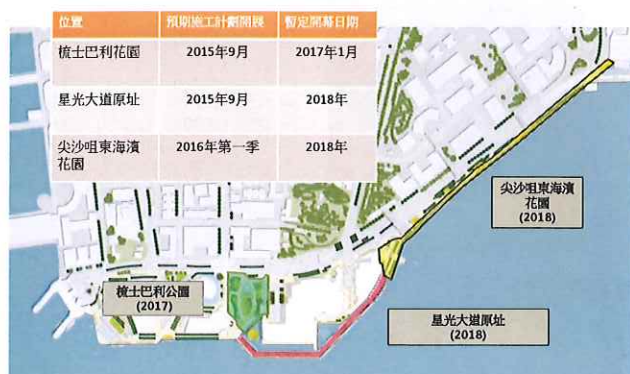 位置 預期施工計劃開展 暫定開幕日期
梳士巴利花園 2015年9月 2017年1月
星光大道原址 2015年9月 2018年
尖沙咀東海濱花園 2016年第一季 2018年
尖沙咀東海濱
花園
(2018)
梳士巴利公園
(2017)
星光大道原址
(2018)